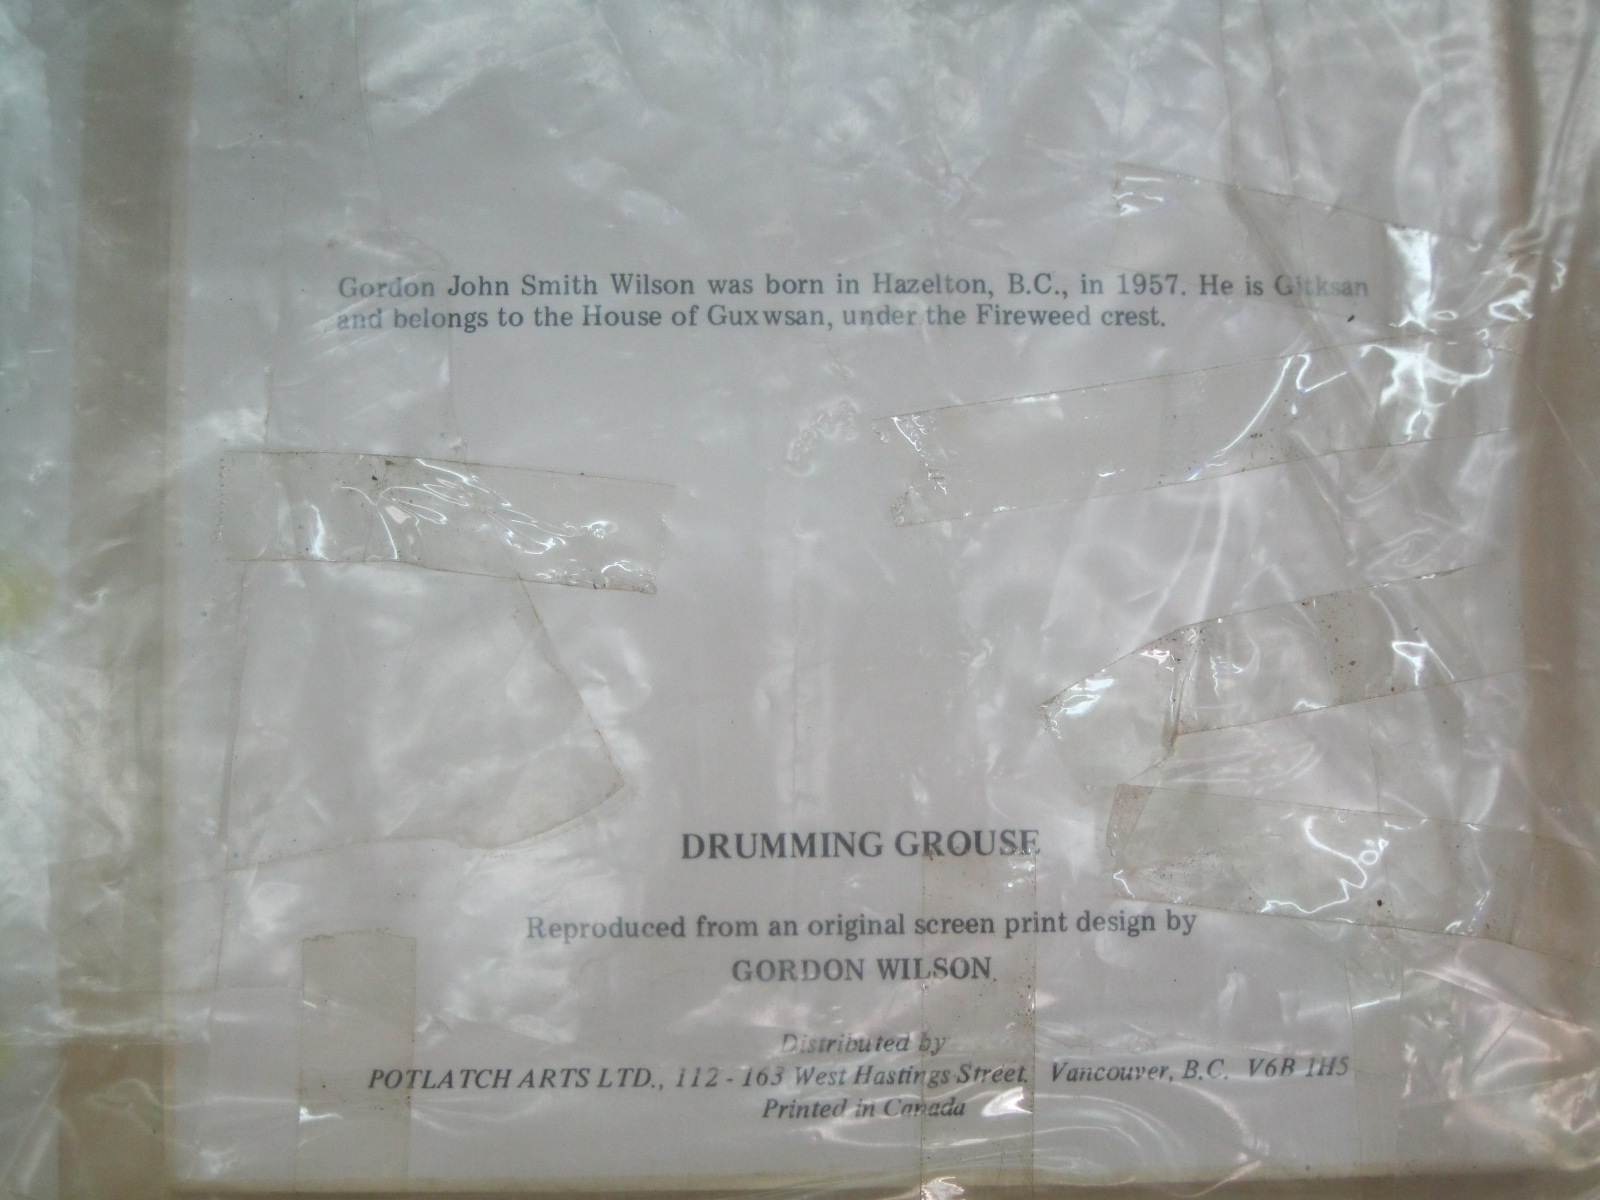 Gordon John Smith Wilson was born in Hazelton, B.C., in 1957. He is Gitksan
and belongs to the House of Guxwsan, under the Fireweed crest.
DRUMMING GROUSE
Reproduced from an original screen print design by
GORDON WILSON
Distributed by
POTLATCH ARTS LTD., 112 - 163 West Hastings Street, Vancouver, B.C. V6B 1H5
Printed in Canada